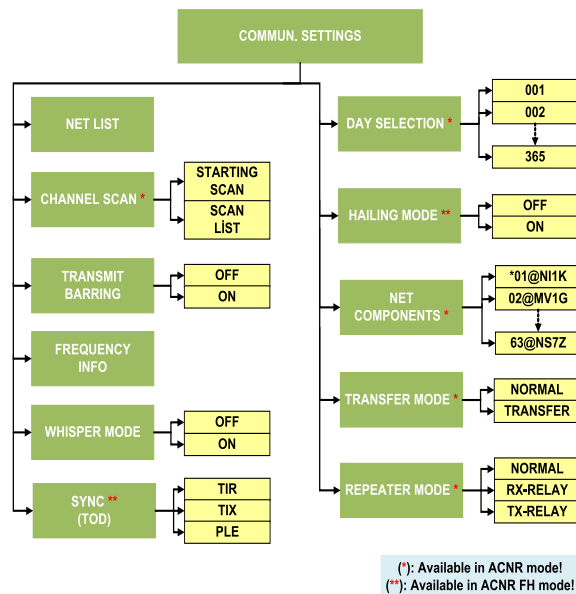 COMMUN. SETTINGS
NET LIST
CHANNEL SCAN *
STARTING
SCAN
SCAN
LİST
TRANSMIT
BARRING
OFF
ON
FREQUENCY
INFO
WHISPER MODE
OFF
ON
SYNC **
(TOD)
TIR
TIX
PLE
DAY SELECTION *
001
002
365
HAILING MODE **
OFF
ON
NET
COMPONENTS *
*01@NI1K
02@MV1G
63@NS7Z
TRANSFER MODE *
NORMAL
TRANSFER
REPEATER MODE *
NORMAL
RX-RELAY
TX-RELAY
(*): Available in ACNR mode!
(**): Available in ACNR FH mode!